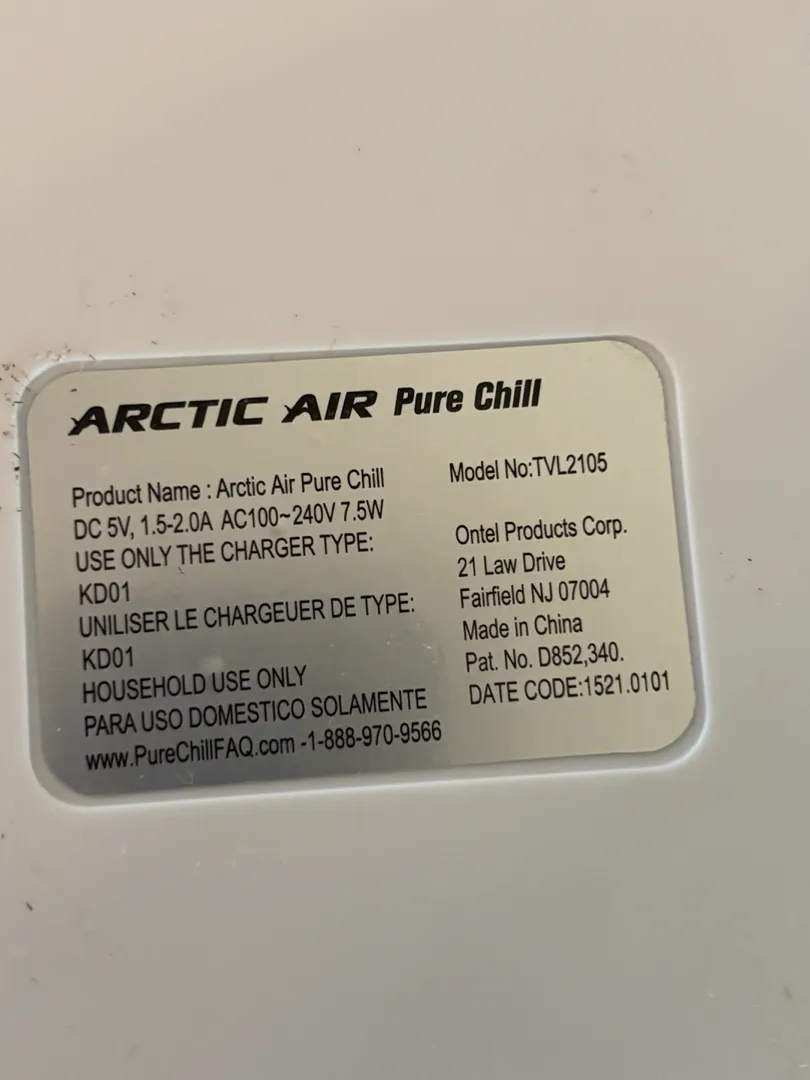 ARCTIC AIR Pure Chill
Product Name : Arctic Air Pure Chill
DC 5V, 1.5-2.0A AC100~240V 7.5W
USE ONLY THE CHARGER TYPE:
KD01
UNILISER LE CHARGEUER DE TYPE:
KD01
HOUSEHOLD USE ONLY
PARA USO DOMESTICO SOLAMENTE
www.PureChillFAQ.com -1-888-970-9566
Model No:TVL2105
Ontel Products Corp.
21 Law Drive
Fairfield NJ 07004
Made in China
Pat. No. D852,340.
DATE CODE:1521.0101